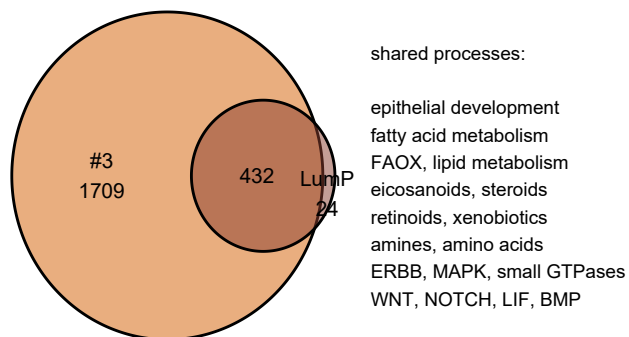 shared processes:
epithelial development
fatty acid metabolism
#3
1709
432
LumP
24
FAOX, lipid metabolism
eicosanoids, steroids
retinoids, xenobiotics
amines, amino acids
ERBB, MAPK, small GTPases
WNT, NOTCH, LIF, BMP